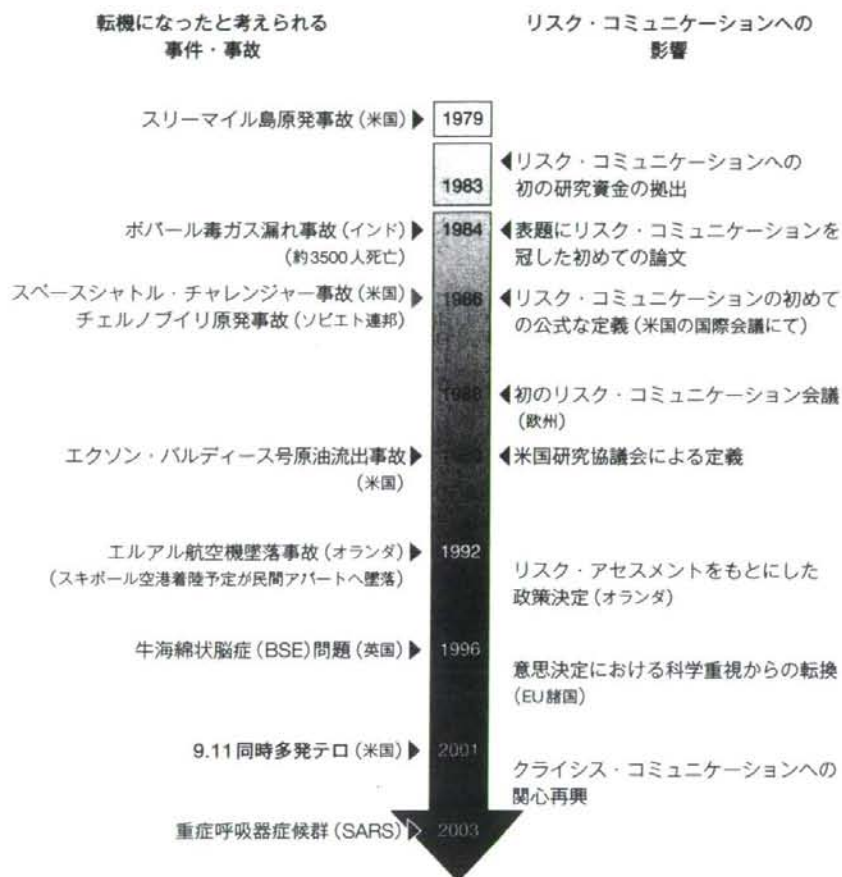 転機になったと考えられる
事件・事故
リスク・コミュニケーションへの
影響
スリーマイル島原発事故(米国)▶
1979
1983
◀リスク・コミュニケーションへの
初の研究資金の拠出
ボパール毒ガス漏れ事故(インド)▶
(約3500人死亡)
1984
◀表題にリスク・コミュニケーションを
冠した初めての論文
スペースシャトル・チャレンジャー事故(米国)▶
チェルノブイリ原発事故(ソビエト連邦)
1986
◀リスク・コミュニケーションの初めて
の公式な定義(米国の国際会議にて)
1988
◀初のリスク・コミュニケーション会議
(欧州)
エクソン・バルディーズ号原油流出事故▶
(米国)
◀米国研究協議会による定義
エルアル航空機墜落事故(オランダ)▶
(スキポール空港着陸予定が民間アパートへ墜落)
1992
リスク・アセスメントをもとにした
政策決定(オランダ)
牛海綿状脳症(BSE)問題(英国)▶
1996
意思決定における科学重視からの転換
(EU諸国)
9.11同時多発テロ(米国)▶
2001
クライシス・コミュニケーションへの
関心再興
重症呼吸器症候群(SARS)▷
2003